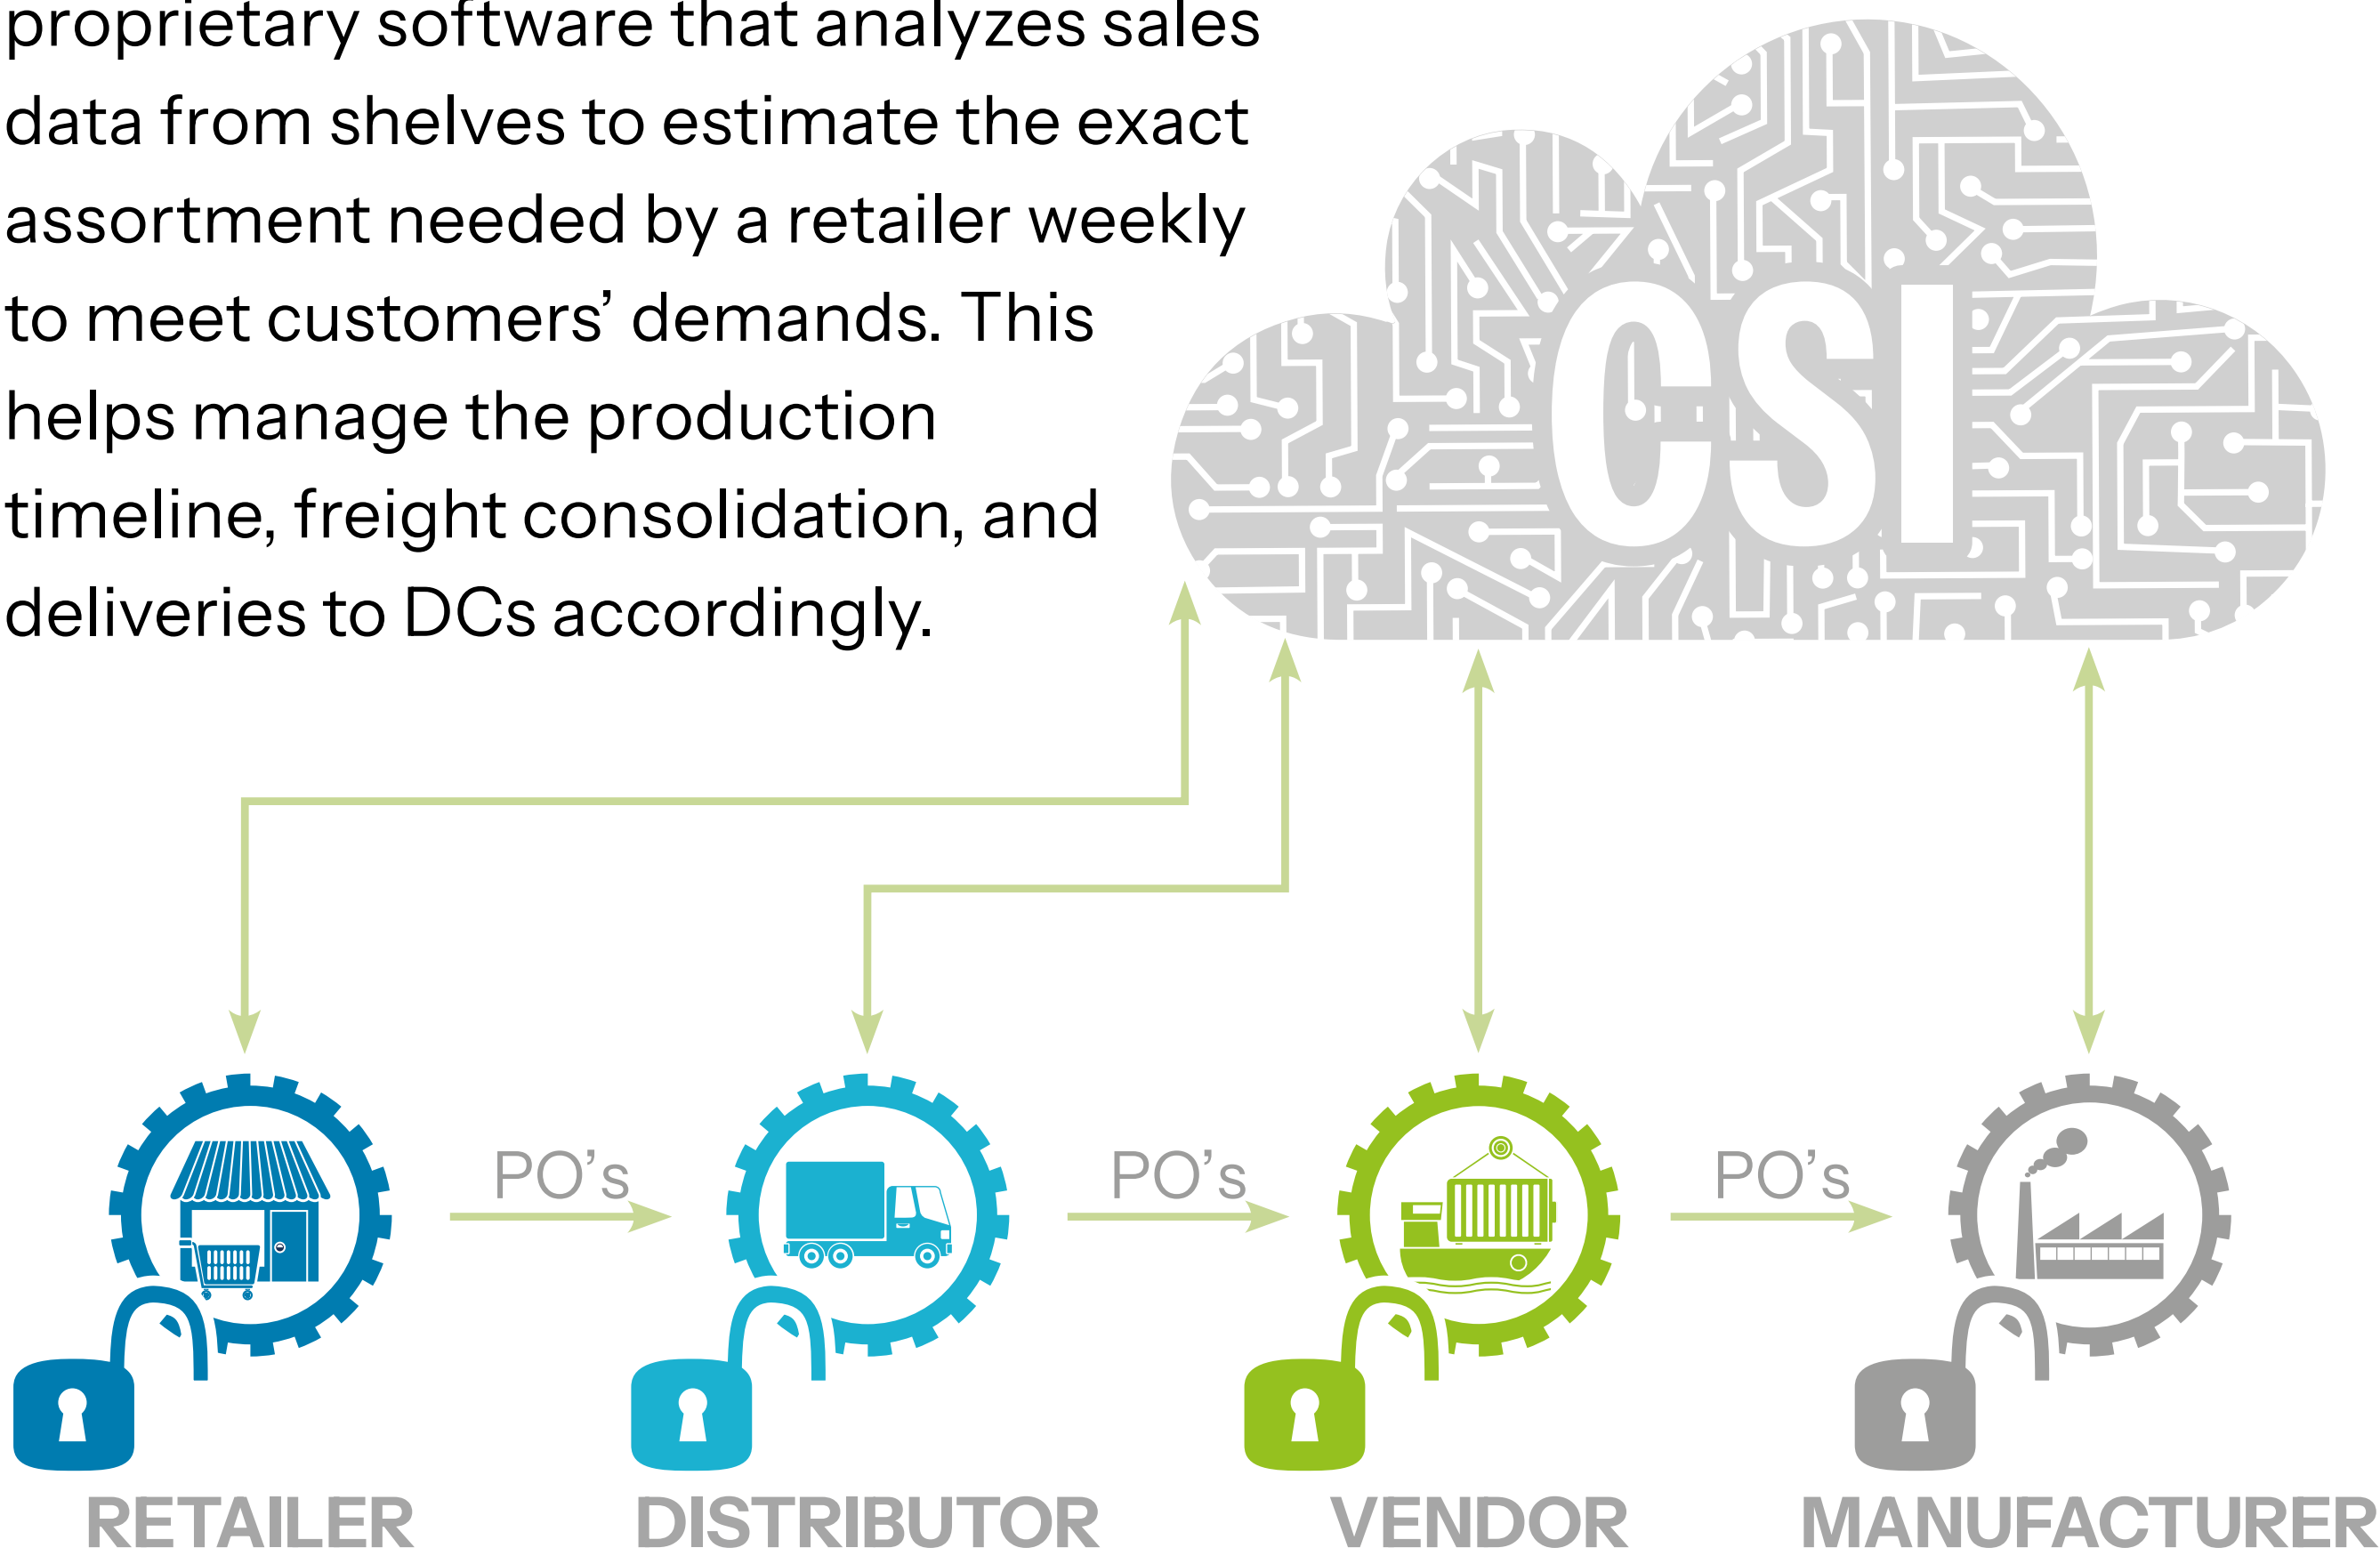 proprietary software that analyzes sales
data from shelves to estimate the exact
assortment needed by a retailer weekly
to meet customers’ demands. This
helps manage the production
timeline, freight consolidation, and
deliveries to DCs accordingly.
CSI
PO’s
PO’s
PO’s
RETAILER
DISTRIBUTOR
VENDOR
MANUFACTURER